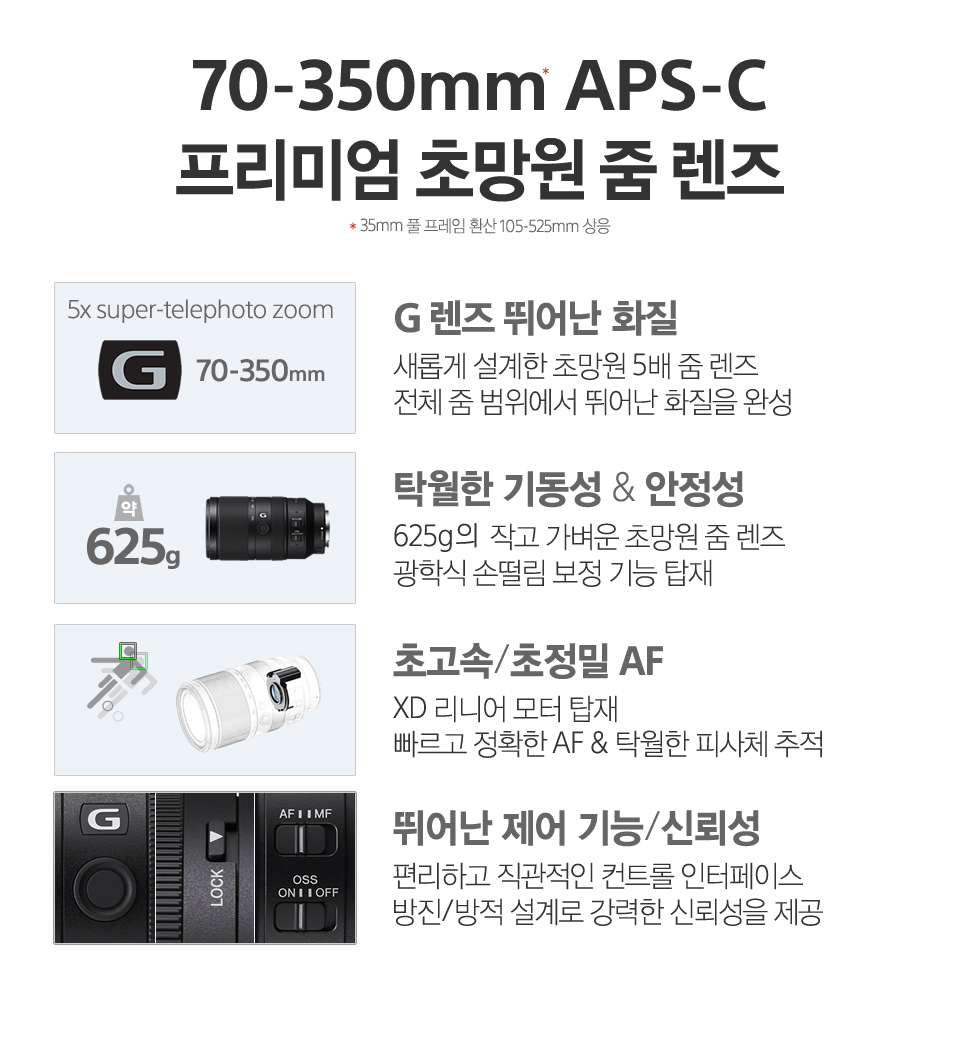 70-350mm* APS-C
프리미엄 초망원 줌 렌즈
* 35mm 풀 프레임 환산 105-525mm 상응
5x super-telephoto zoom
G 70-350mm
G 렌즈 뛰어난 화질
새롭게 설계한 초망원 5배 줌 렌즈
전체 줌 범위에서 뛰어난 화질을 완성
약
625g
G
탁월한 기동성 & 안정성
625g의 작고 가벼운 초망원 줌 렌즈
광학식 손떨림 보정 기능 탑재
초고속/초정밀 AF
XD 리니어 모터 탑재
빠르고 정확한 AF & 탁월한 피사체 추적
G
LOCK
AF MF
OSS
ON OFF
뛰어난 제어 기능/신뢰성
편리하고 직관적인 컨트롤 인터페이스
방진/방적 설계로 강력한 신뢰성을 제공